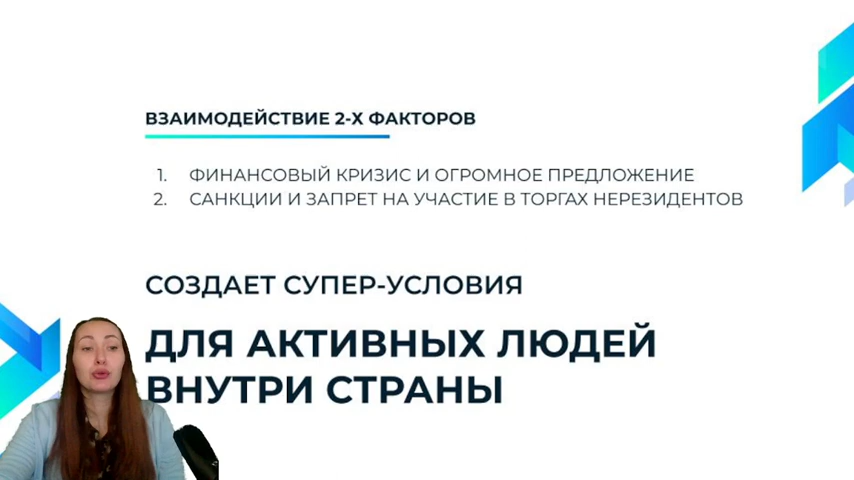 ВЗАИМОДЕЙСТВИЕ 2-Х ФАКТОРОВ
1. ФИНАНСОВЫЙ КРИЗИС И ОГРОМНОЕ ПРЕДЛОЖЕНИЕ
2. САНКЦИИ И ЗАПРЕТ НА УЧАСТИЕ В ТОРГАХ НЕРЕЗИДЕНТОВ
СОЗДАЕТ СУПЕР-УСЛОВИЯ
ДЛЯ АКТИВНЫХ ЛЮДЕЙ
ВНУТРИ СТРАНЫ